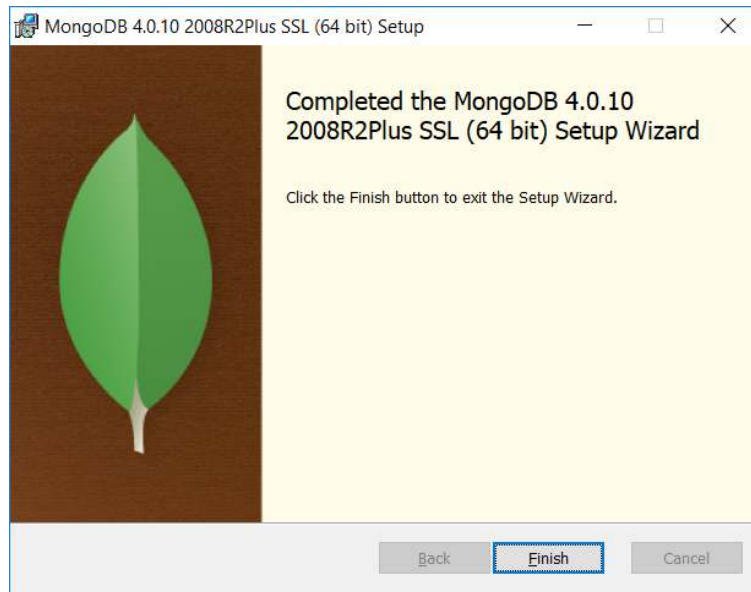 MongoDB 4.0.10 2008R2Plus SSL (64 bit) Setup
Completed the MongoDB 4.0.10
2008R2Plus SSL (64 bit) Setup Wizard
Click the Finish button to exit the Setup Wizard.
Back Finish Cancel